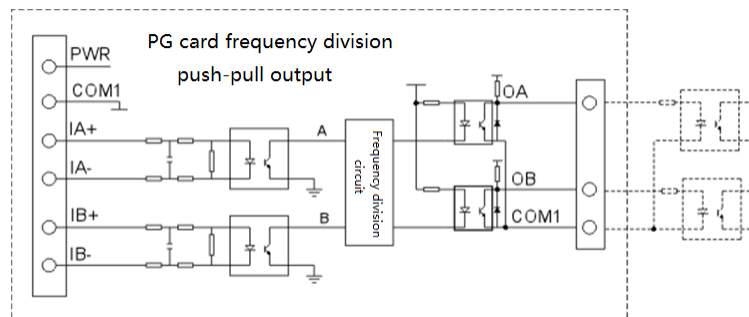 PG card frequency division
push-pull output
PWR
COM1
IA+
IA-
IB+
IB-
A
B
Frequency division
circuit
OA
OB
COM1